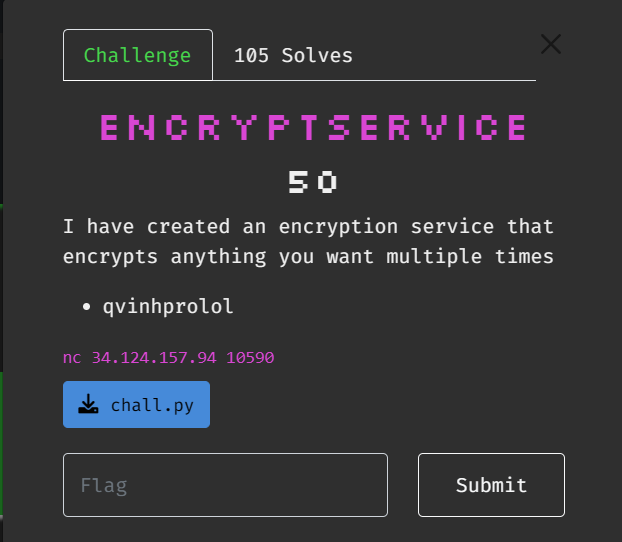 Challenge
105 Solves
ENCRYPTSERVICE
50
I have created an encryption service that
encrypts anything you want multiple times
• qvinhprolol
nc 34.124.157.94 10590
chall.py
Flag
Submit